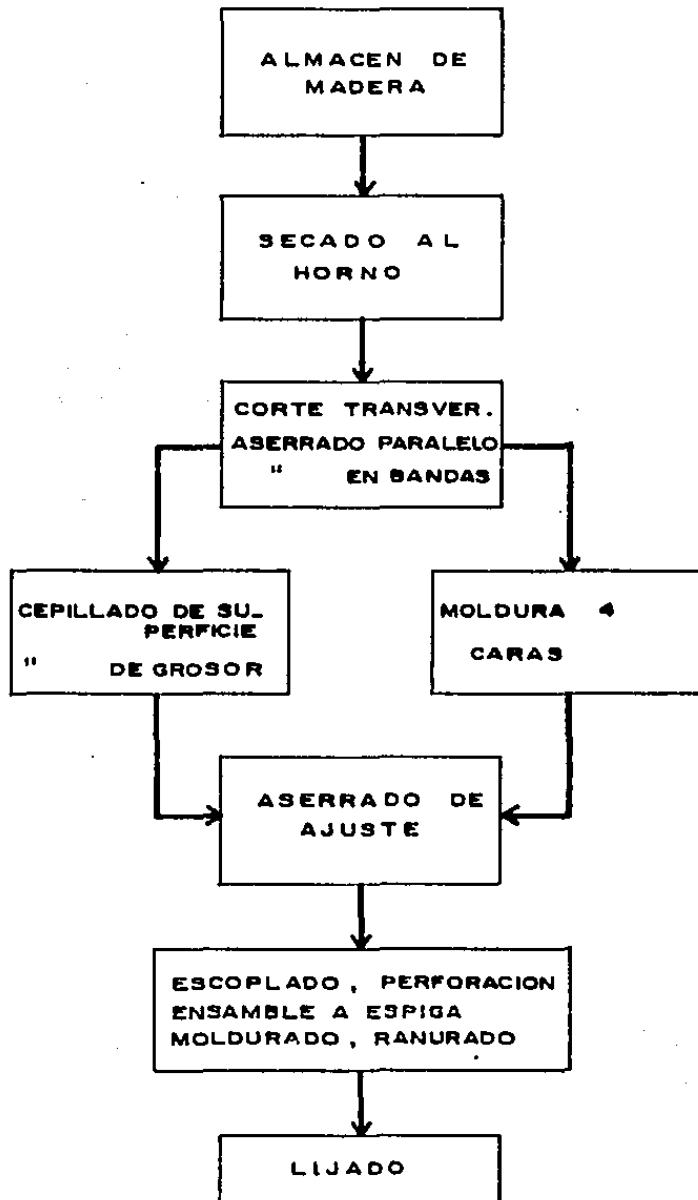 ALMACEN DE
MADERA
SECADO AL
HORNO
CORTE TRANSVER.
ASERRADO PARALELO
" EN BANDAS
CEPILLADO DE SU_
PERFICIE
" DE GROSOR
MOLDURA 4
CARAS
ASERRADO DE
AJUSTE
ESCOPLADO, PERFORACION
ENSAMBLE A ESPIGA
MOLDURADO, RANURADO
LIJADO